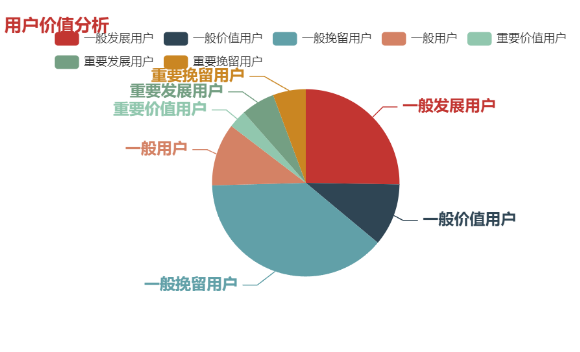 用户价值分析
一般发展用户 一般价值用户 一般挽留用户 一般用户 重要价值用户
重要发展用户 重要挽留用户
重要挽留用户
重要发展用户
重要价值用户
一般发展用户
一般用户
一般价值用户
一般挽留用户